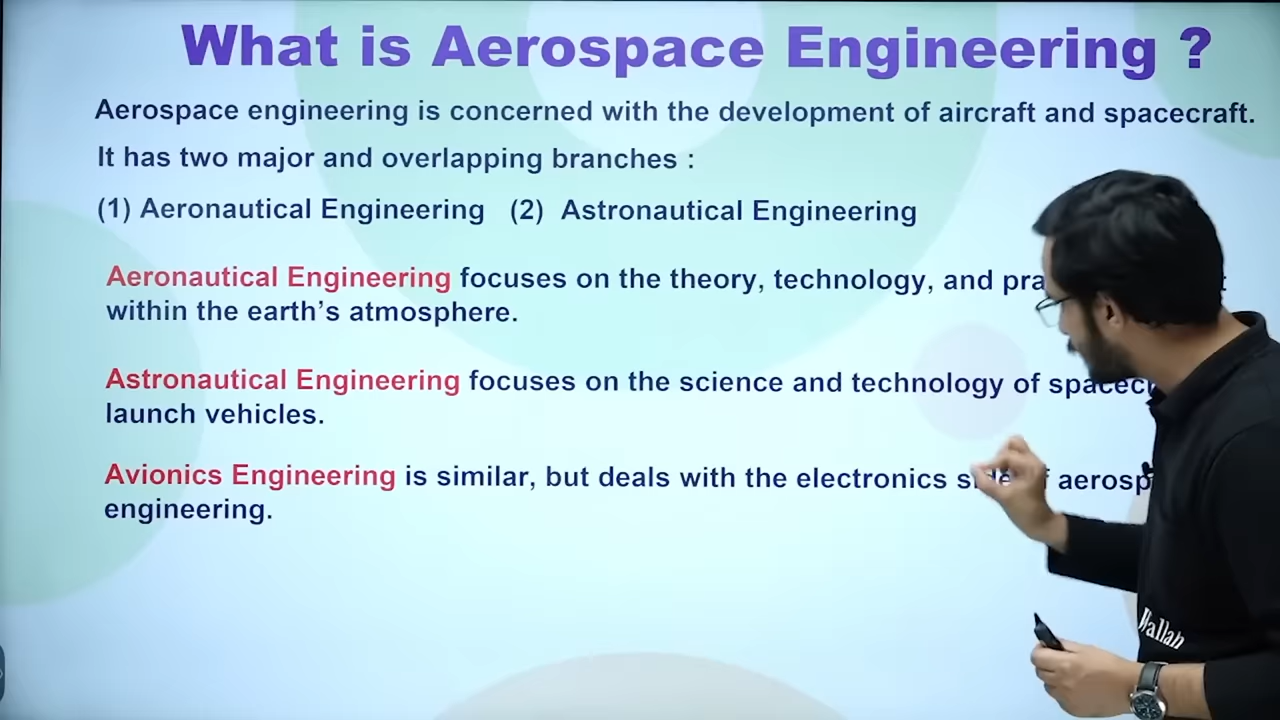 What is Aerospace Engineering ?
Aerospace engineering is concerned with the development of aircraft and spacecraft.
It has two major and overlapping branches :
(1) Aeronautical Engineering (2) Astronautical Engineering
Aeronautical Engineering focuses on the theory, technology, and
within the earth's atmosphere.
Astronautical Engineering focuses on the science and technology of
launch vehicles.
Avionics Engineering is similar, but deals with the electronics
engineering.
Wallah